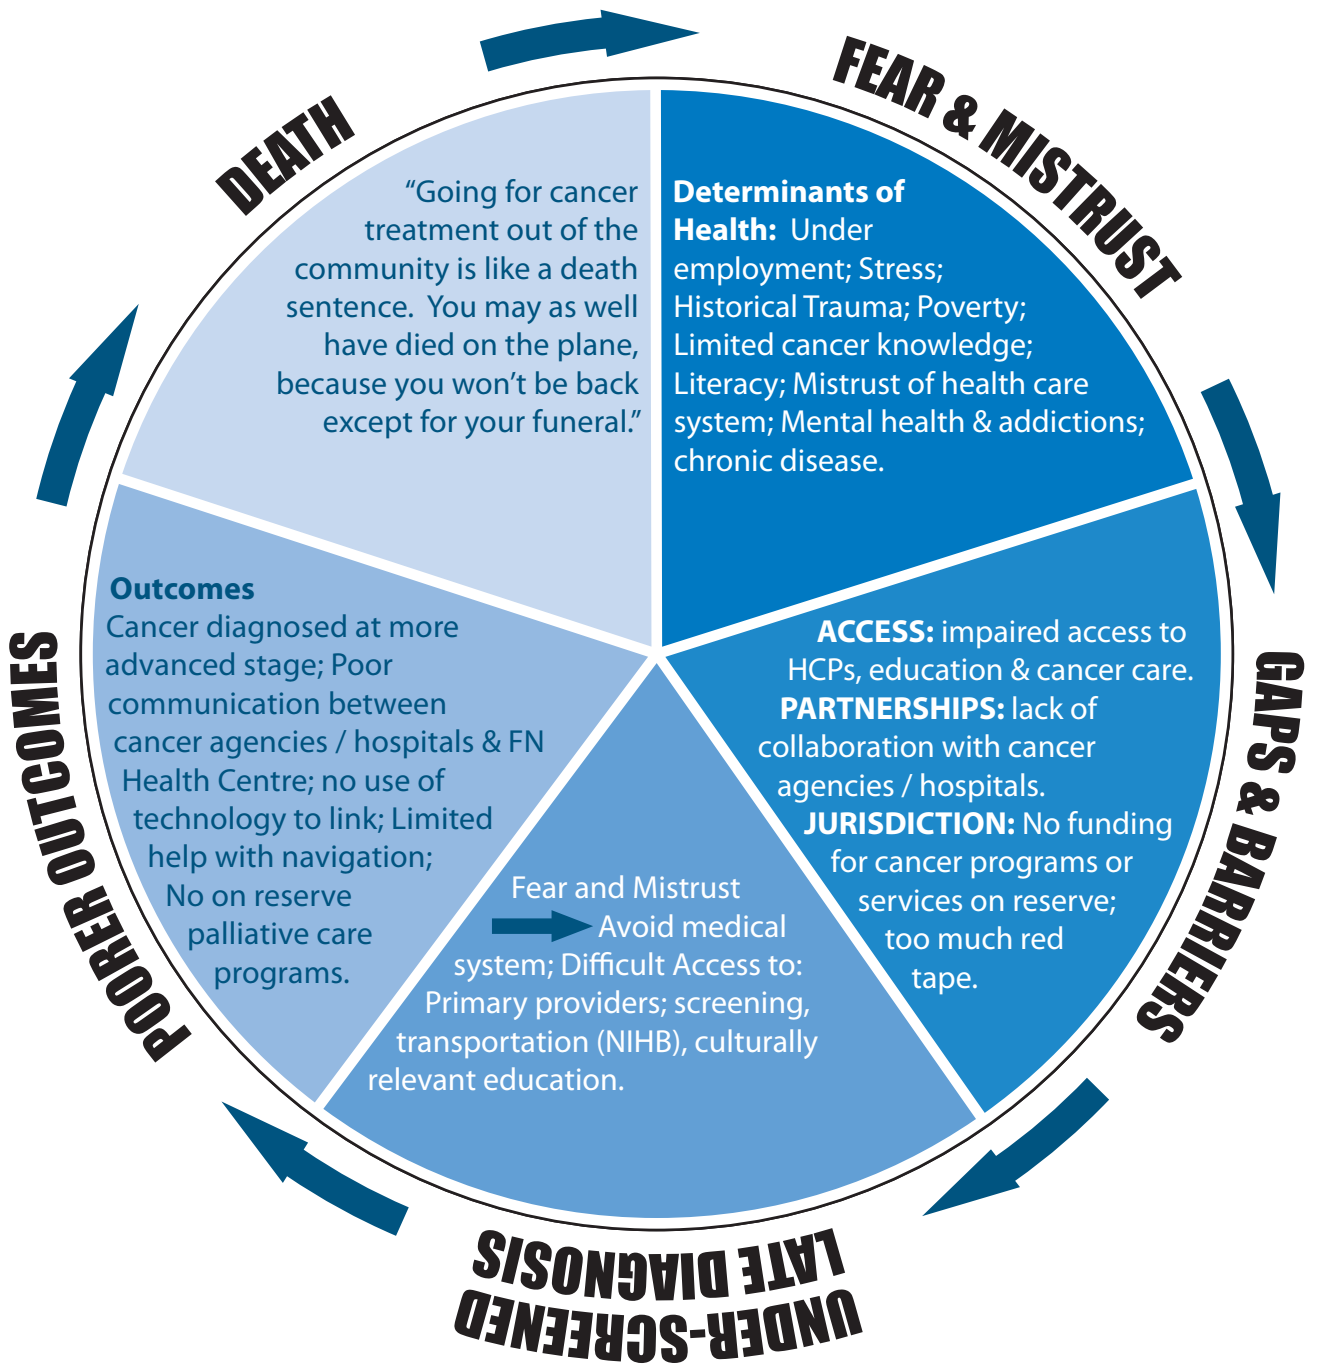 FEAR & MISTRUST
Determinants of
Health: Under
employment; Stress;
Historical Trauma; Poverty;
Limited cancer knowledge;
Literacy; Mistrust of health care
system; Mental health & addictions;
chronic disease.
GAPS & BARRIERS
ACCESS: impaired access to
HCPs, education & cancer care.
PARTNERSHIPS: lack of
collaboration with cancer
agencies / hospitals.
JURISDICTION: No funding
for cancer programs or
services on reserve;
too much red
tape.
UNDER-SCREENED
LATE DIAGNOSIS
Fear and Mistrust
Avoid medical
system; Difficult Access to:
Primary providers; screening,
transportation (NIHB), culturally
relevant education.
POORER OUTCOMES
Outcomes
Cancer diagnosed at more
advanced stage; Poor
communication between
cancer agencies / hospitals & FN
Health Centre; no use of
technology to link; Limited
help with navigation;
No on reserve
palliative care
programs.
DEATH
“Going for cancer
treatment out of the
community is like a death
sentence.  You may as well
have died on the plane,
because you won’t be back
except for your funeral.”